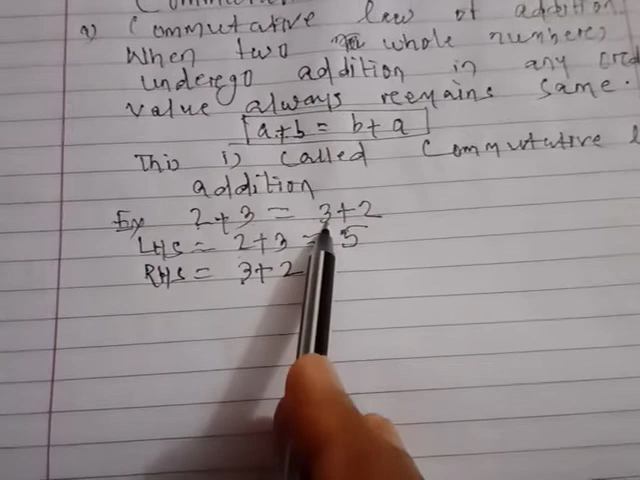 a) Commutative law of addition
When two whole numbers
undergo addition in any
value always remains same.
a+b = b+a
This is called Commutative
addition
Ex 2+3 = 3+2
LHS = 2+3 = 5
RHS = 3+2